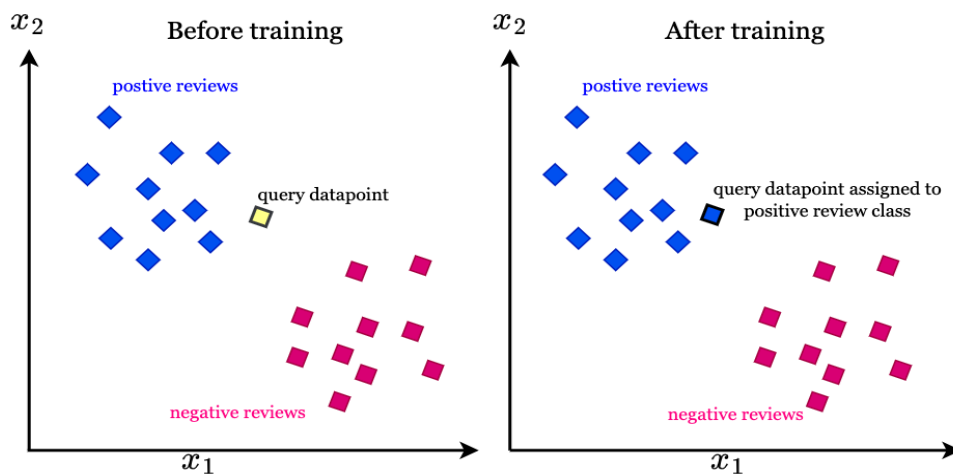 x₂
Before training
postive reviews
query datapoint
negative reviews
x₁
x₂
After training
postive reviews
query datapoint assigned to
positive review class
negative reviews
x₁